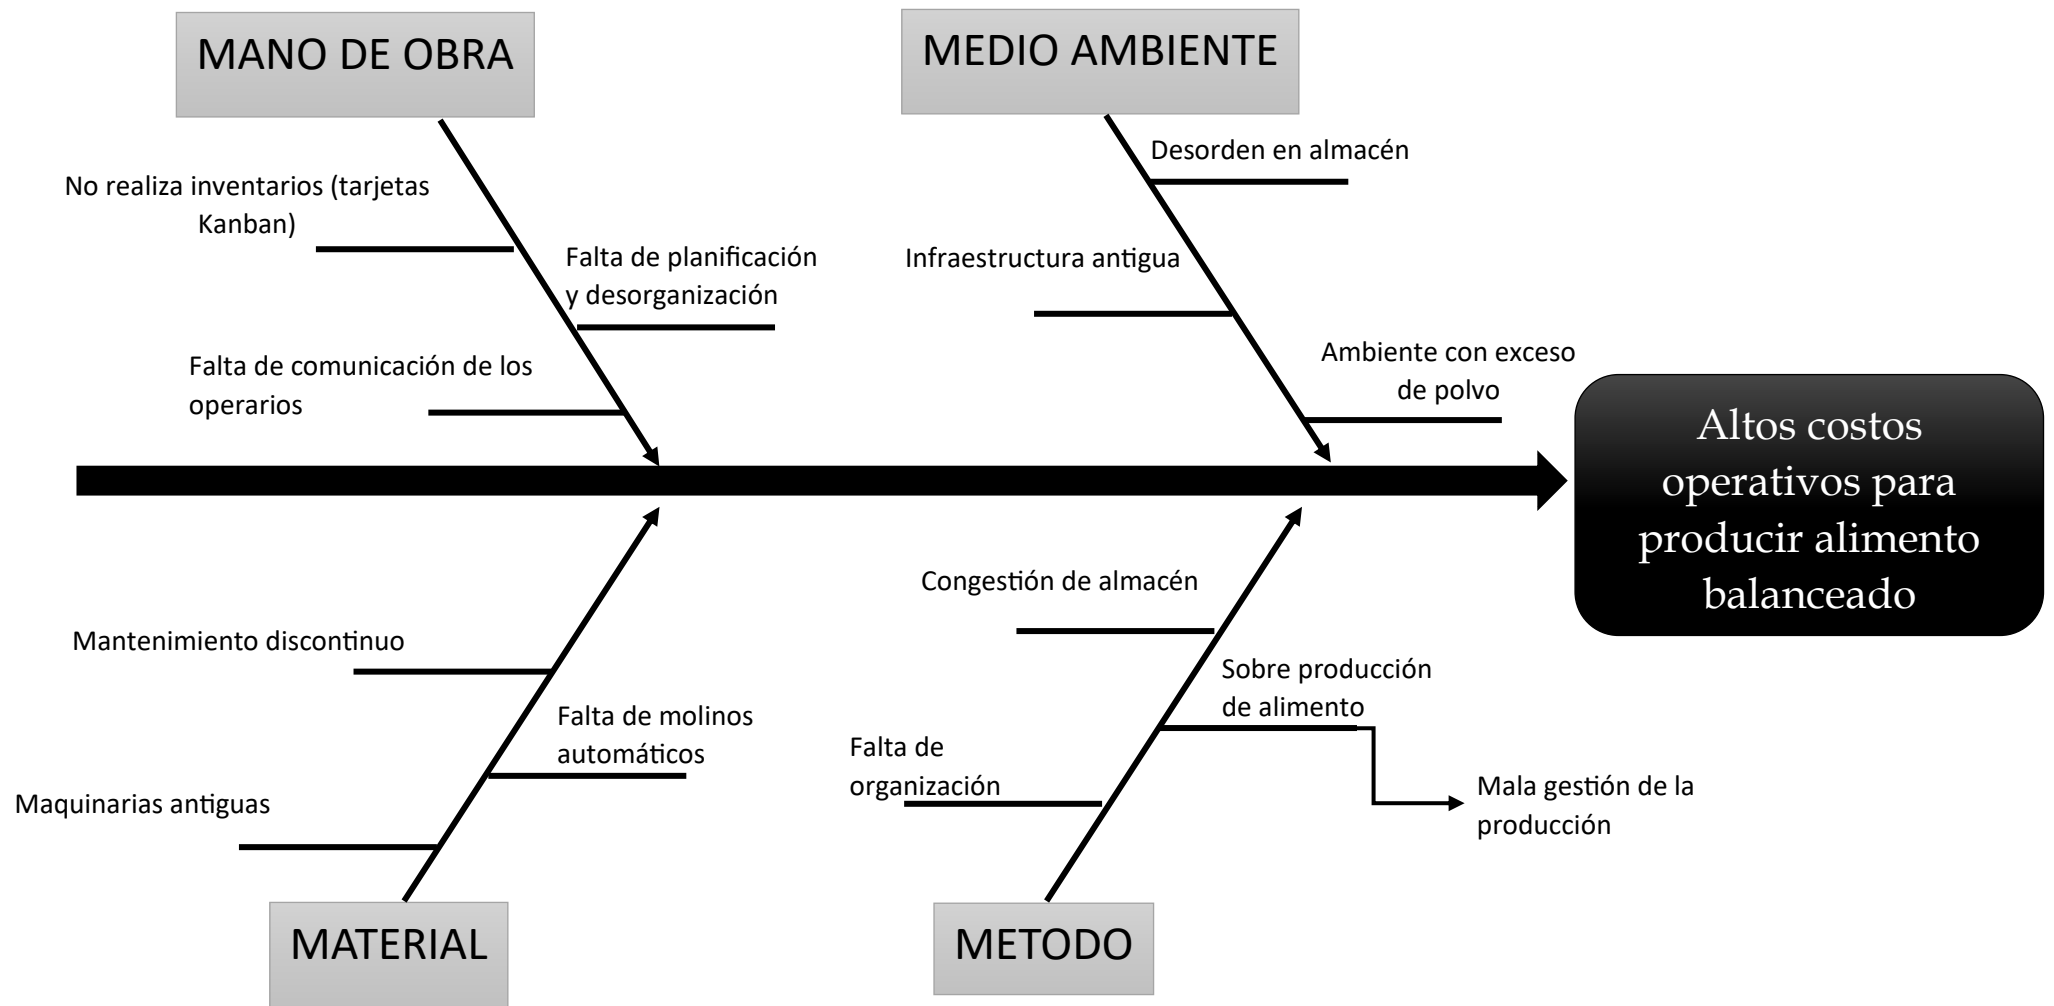 MANO DE OBRA
MEDIO AMBIENTE
Desorden en almacén
No realiza inventarios (tarjetas
Kanban)
Falta de planificación
y desorganización
Infraestructura antigua
Falta de comunicación de los
operarios
Ambiente con exceso
de polvo
Altos costos
operativos para
producir alimento
balanceado
Congestión de almacén
Mantenimiento discontinuo
Sobre producción
de alimento
Falta de molinos
automáticos
Falta de
organización
Maquinarias antiguas
Mala gestión de la
producción
MATERIAL
METODO